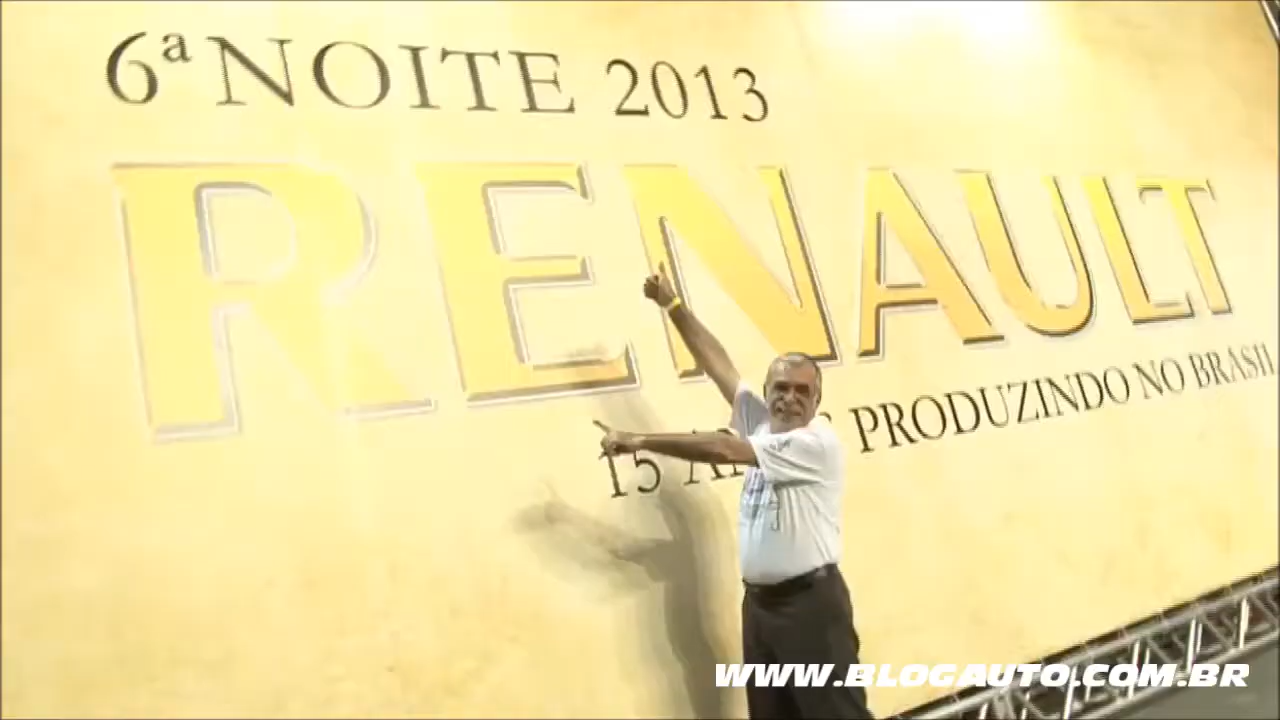 6ª NOITE 2013
RENAULT
15 PRODUZINDO NO BRASIL
WWW.BLOGAUTO.COM.BR